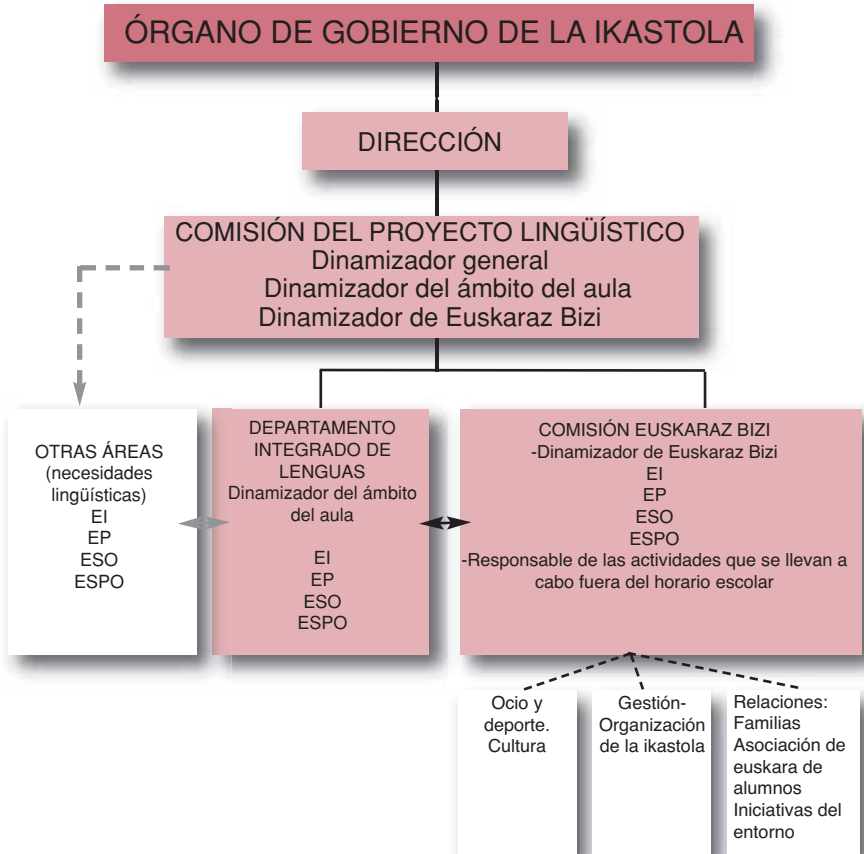 ÓRGANO DE GOBIERNO DE LA IKASTOLA
DIRECCIÓN
COMISIÓN DEL PROYECTO LINGÜÍSTICO
Dinamizador general
Dinamizador del ámbito del aula
Dinamizador de Euskaraz Bizi
OTRAS ÁREAS
(necesidades
lingüísticas)
EI
EP
ESO
ESPO
DEPARTAMENTO
INTEGRADO DE
LENGUAS
Dinamizador del ámbito
del aula
EI
EP
ESO
ESPO
COMISIÓN EUSKARAZ BIZI
-Dinamizador de Euskaraz Bizi
EI
EP
ESO
ESPO
-Responsable de las actividades que se llevan a
cabo fuera del horario escolar
Ocio y
deporte.
Cultura
Gestión-
Organización
de la ikastola
Relaciones:
Familias
Asociación de
euskara de
alumnos
Iniciativas del
entorno